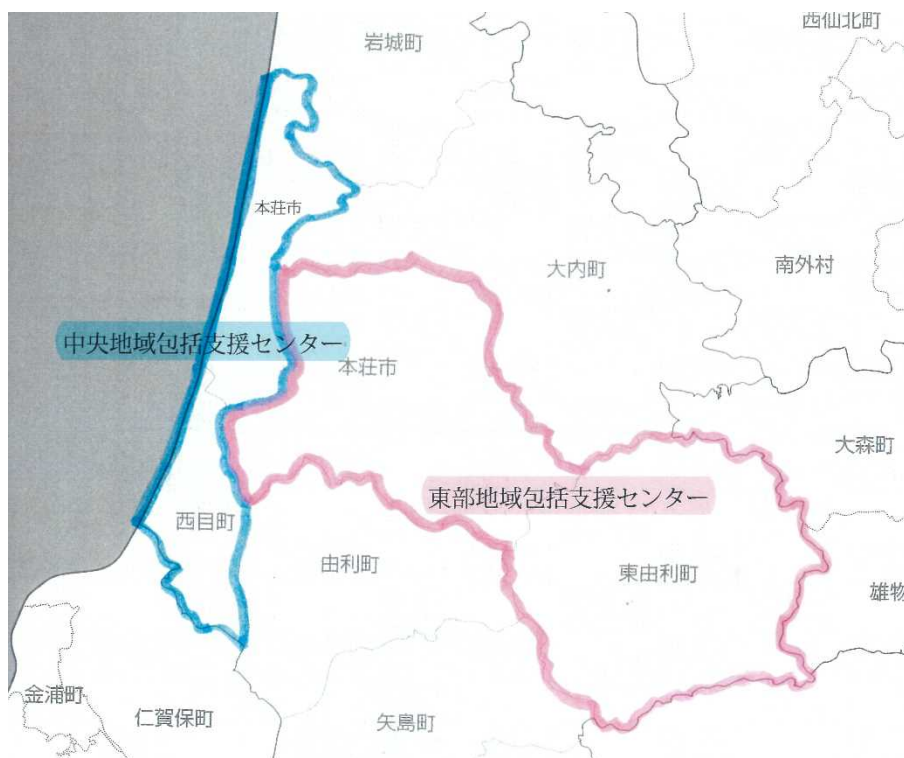 西仙北町
岩城町
本荘市
大内町
南外村
中央地域包括支援センター
本荘市
大森町
東部地域包括支援センター
西目町
由利町
東由利町
雄物
金浦町
仁賀保町
矢島町